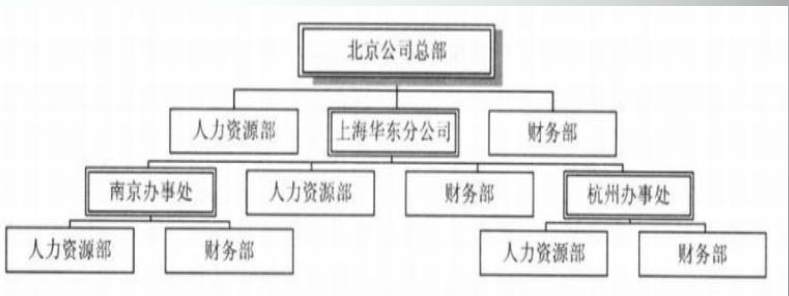 北京公司总部
人力资源部
上海华东分公司
财务部
南京办事处
人力资源部
财务部
杭州办事处
人力资源部
财务部
人力资源部
财务部